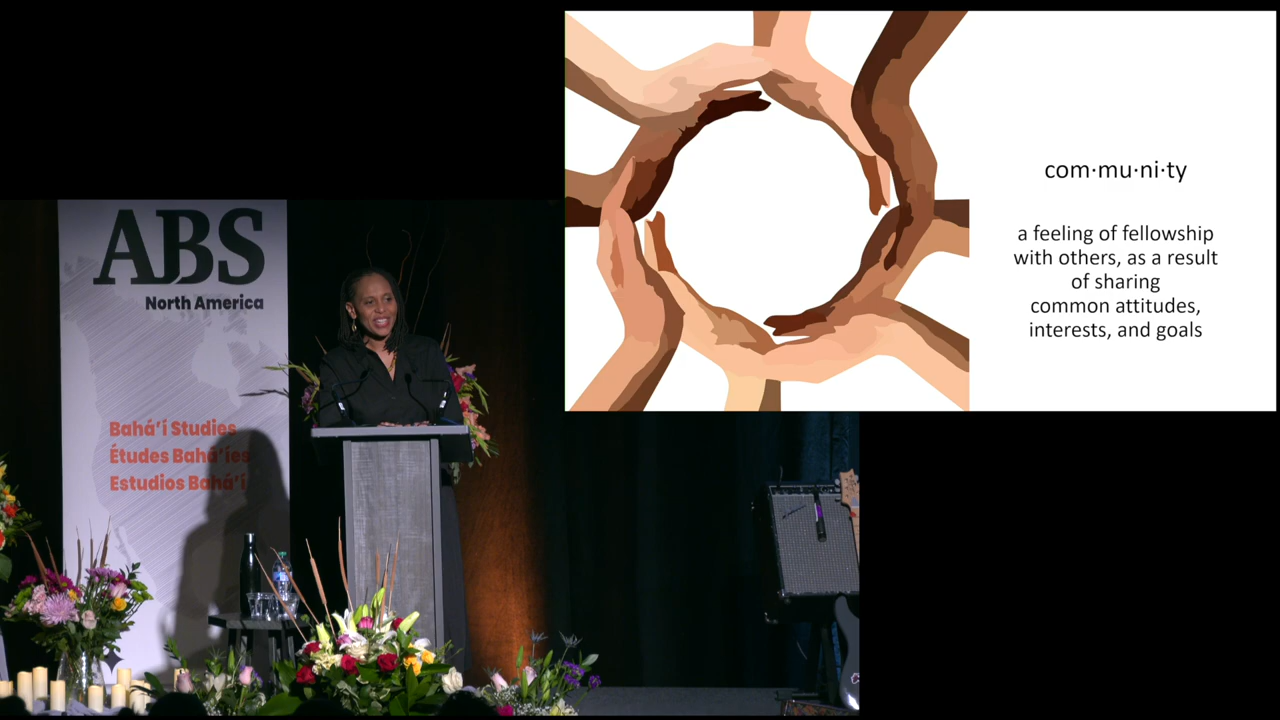 ABS
North America
Bahá'í Studies
Études Bahá'íes
Estudios Bahá'í
com·mu·ni·ty
a feeling of fellowship
with others, as a result
of sharing
common attitudes,
interests, and goals